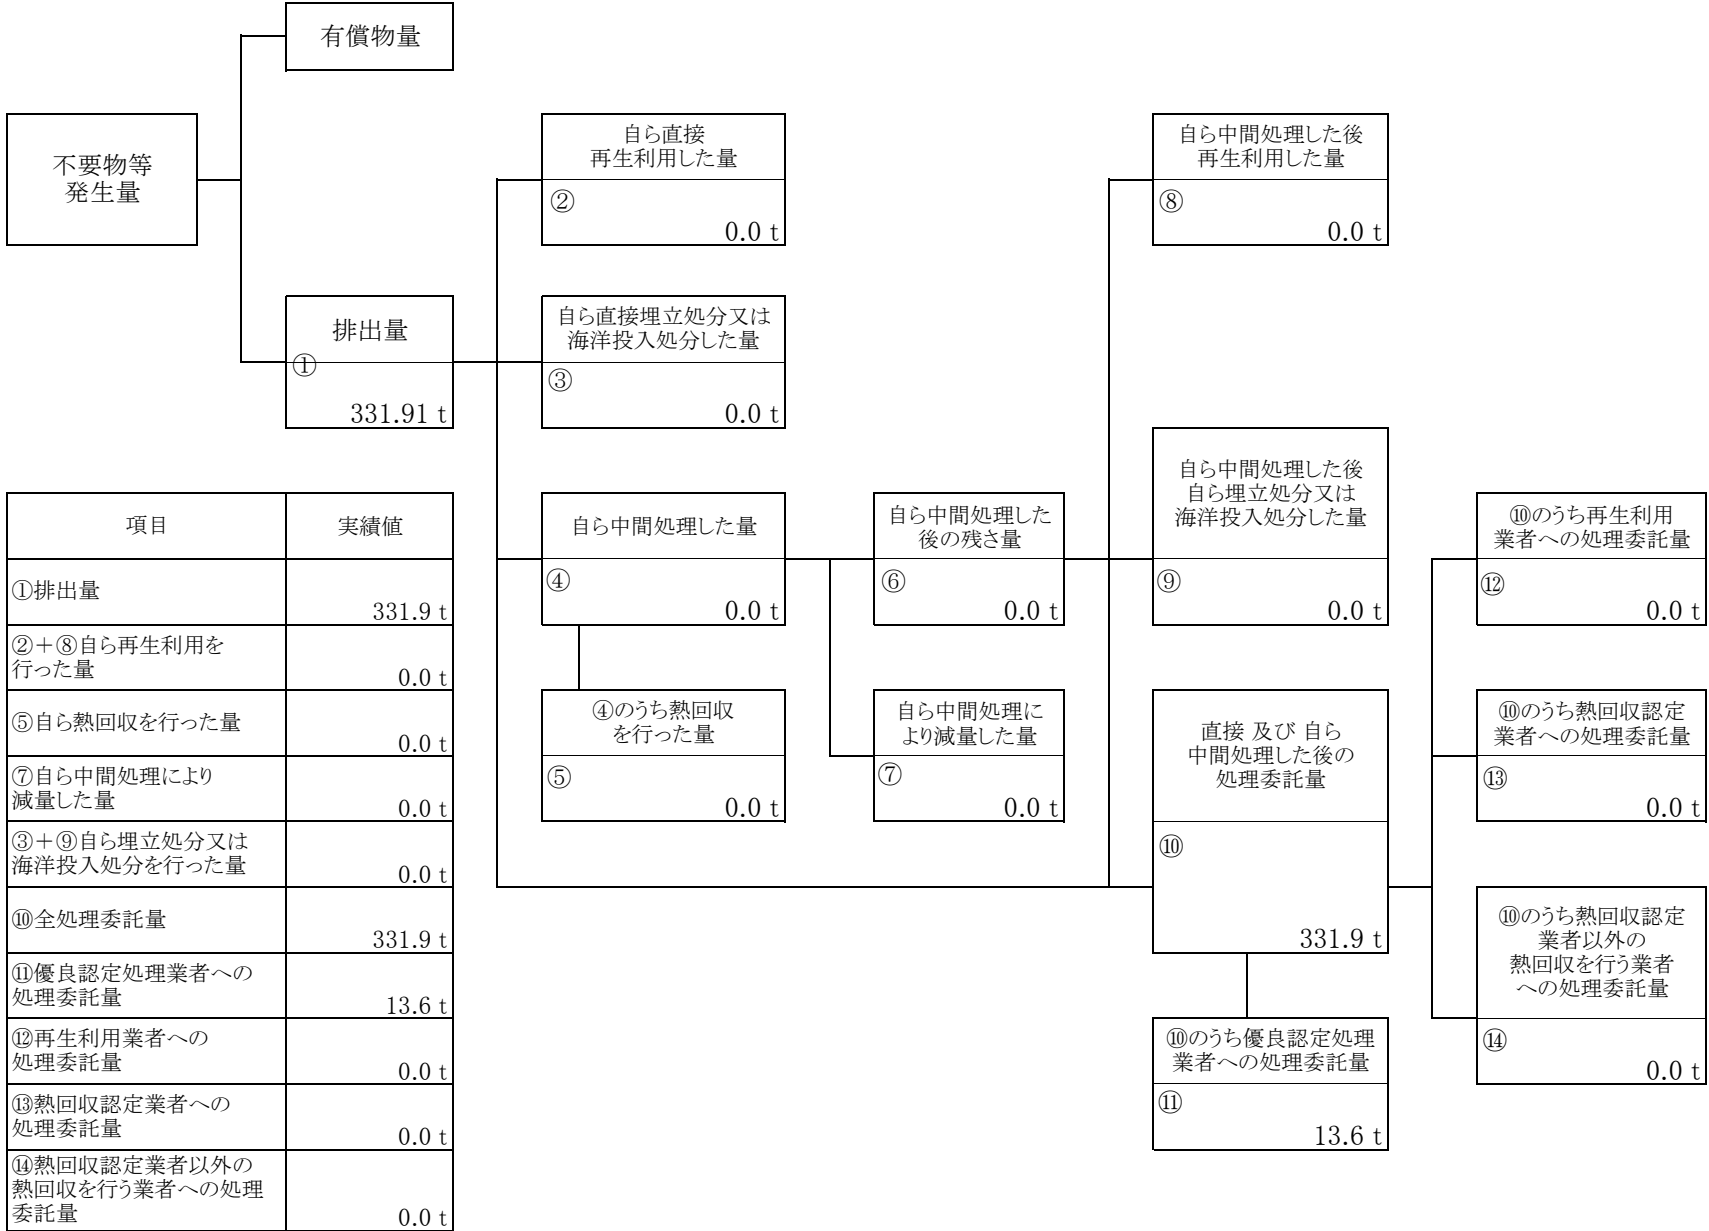 有償物量
不要物等
発生量
自ら直接
再生利用した量
②
0.0 t
自ら中間処理した後
再生利用した量
⑧
0.0 t
排出量
①
331.91 t
自ら直接埋立処分又は
海洋投入処分した量
③
0.0 t
自ら中間処理した量
④
0.0 t
自ら中間処理した
後の残さ量
⑥
0.0 t
自ら中間処理した後
自ら埋立処分又は
海洋投入処分した量
⑨
0.0 t
⑩のうち再生利用
業者への処理委託量
⑫
0.0 t
④のうち熱回収
を行った量
⑤
0.0 t
自ら中間処理に
より減量した量
⑦
0.0 t
直接 及び 自ら
中間処理した後の
処理委託量
⑩
331.9 t
⑩のうち熱回収認定
業者への処理委託量
⑬
0.0 t
⑩のうち熱回収認定
業者以外の
熱回収を行う業者
への処理委託量
⑭
0.0 t
⑩のうち優良認定処理
業者への処理委託量
⑪
13.6 t
項目 実績値
①排出量
331.9 t
②＋⑧自ら再生利用を
行った量
0.0 t
⑤自ら熱回収を行った量
0.0 t
⑦自ら中間処理により
減量した量
0.0 t
③＋⑨自ら埋立処分又は
海洋投入処分を行った量
0.0 t
⑩全処理委託量
331.9 t
⑪優良認定処理業者への
処理委託量
13.6 t
⑫再生利用業者への
処理委託量
0.0 t
⑬熱回収認定業者への
処理委託量
0.0 t
⑭熱回収認定業者以外の
熱回収を行う業者への処理
委託量
0.0 t